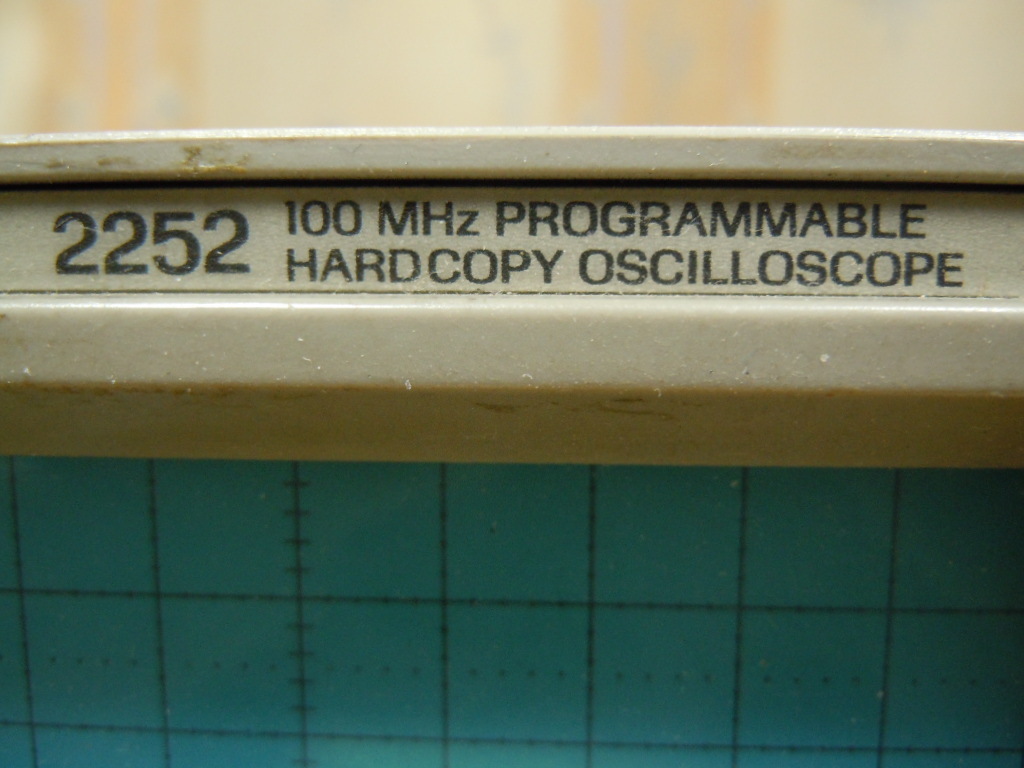 2252 100 MHz PROGRAMMABLE
HARDCOPY OSCILLOSCOPE